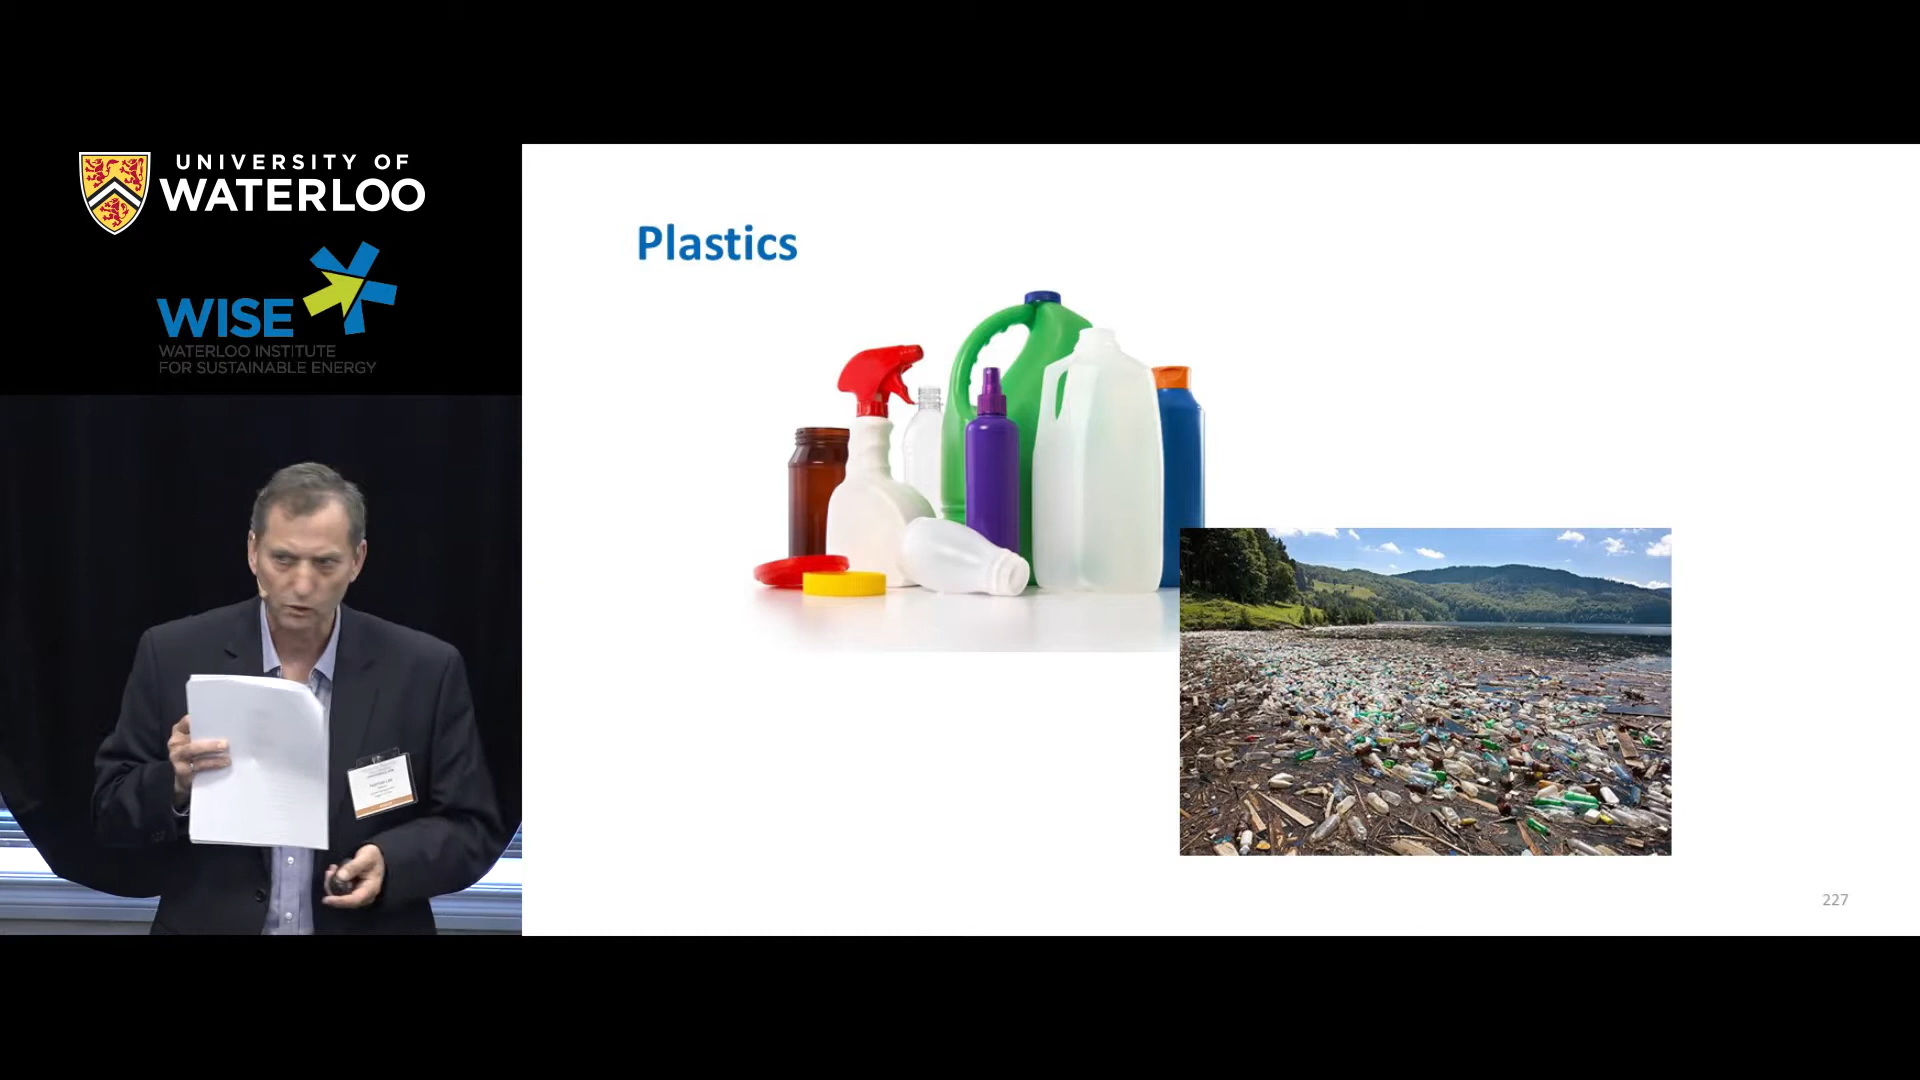 UNIVERSITY OF
WATERLOO
WISE
WATERLOO INSTITUTE
FOR SUSTAINABLE ENERGY
Plastics
227